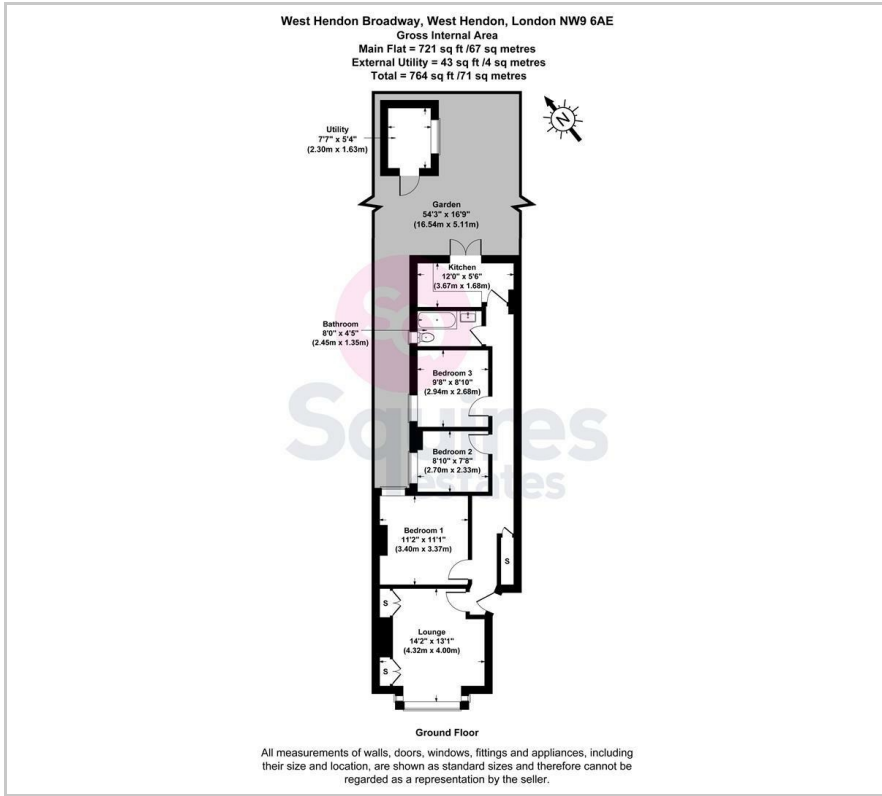 West Hendon Broadway, West Hendon, London NW9 6AE
Gross Internal Area
Main Flat = 721 sq ft /67 sq metres
External Utility = 43 sq ft /4 sq metres
Total = 764 sq ft /71 sq metres
N
Utility
7'7" x 5'4"
(2.30m x 1.63m)
Garden
54'3" x 16'9"
(16.54m x 5.11m)
Kitchen
12'0" x 5'6"
(3.67m x 1.68m)
Bathroom
8'0" x 4'5"
(2.45m x 1.35m)
Bedroom 3
9'8" x 8'10"
(2.94m x 2.68m)
Squires
estates
Bedroom 2
8'10" x 7'8"
(2.70m x 2.33m)
Bedroom 1
11'2" x 11'1"
(3.40m x 3.37m)
S
S
Lounge
14'2" x 13'1"
(4.32m x 4.00m)
S
Ground Floor
All measurements of walls, doors, windows, fittings and appliances, including
their size and location, are shown as standard sizes and therefore cannot be
regarded as a representation by the seller.